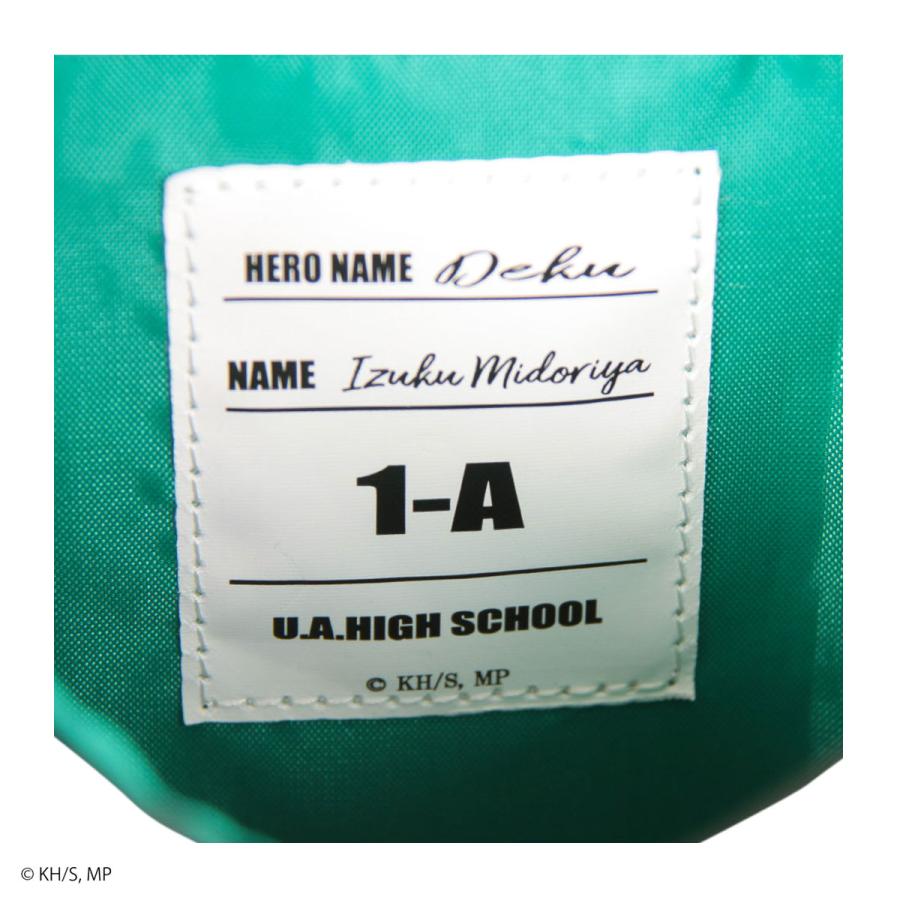 HERO NAME Deku
NAME Izuku Midoriya
1-A
U.A.HIGH SCHOOL
© KH/S, MP
© KH/S, MP